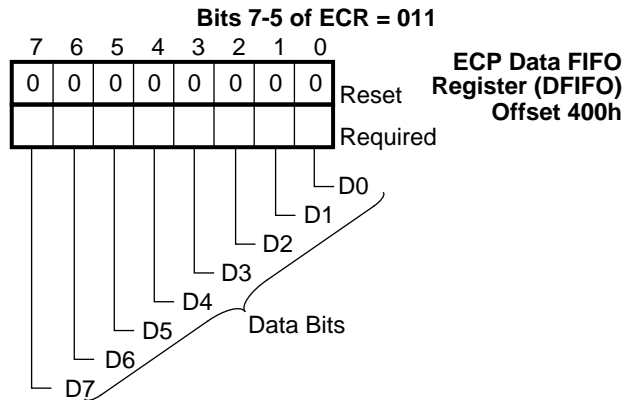 Bits 7-5 of ECR = 011
7 6 5 4 3 2 1 0
ECP Data FIFO
Register (DFIFO)
Offset 400h
0 0 0 0 0 0 0 0 Reset
Required
D0
D1
D2
D3
D4
Data Bits
D5
D6
D7